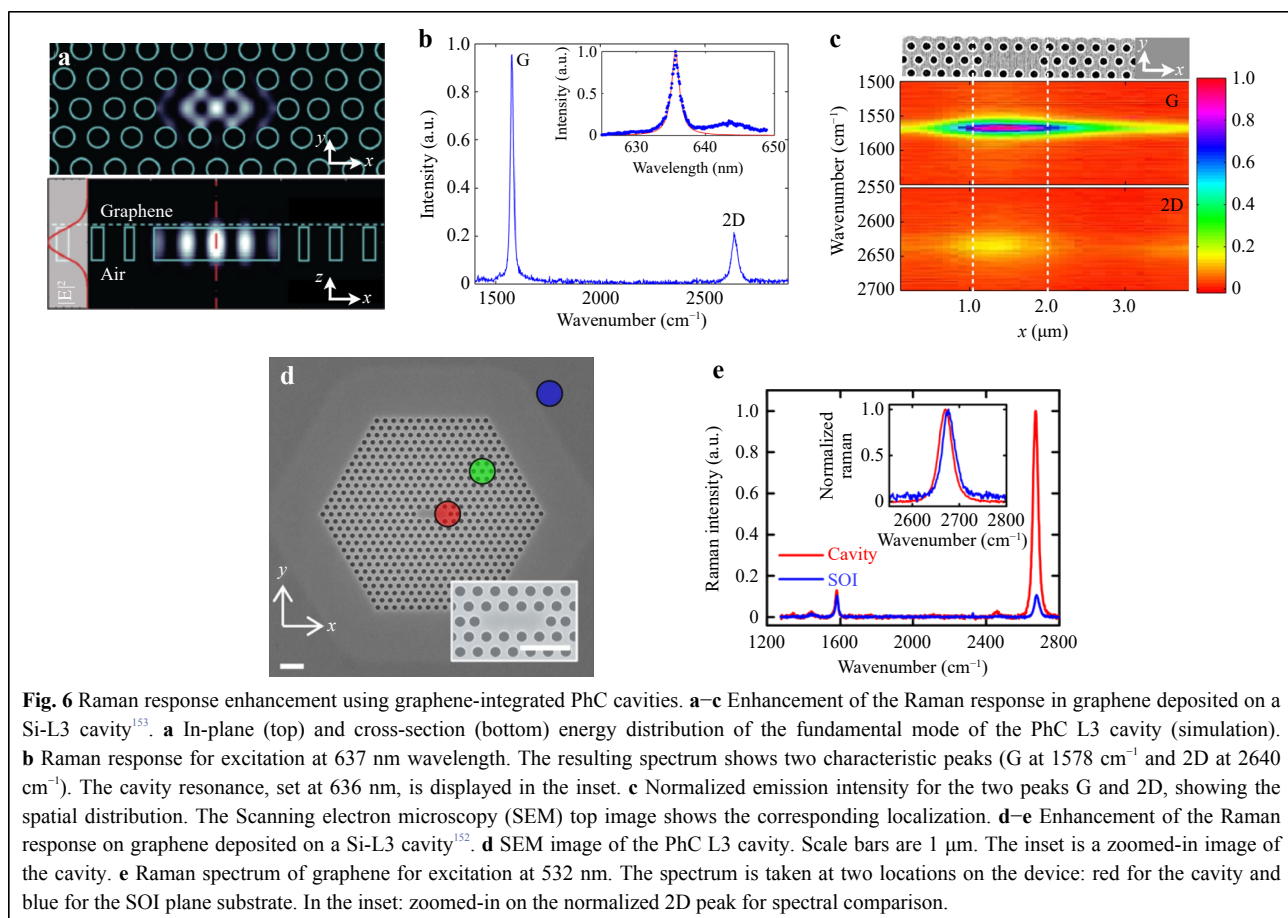 a
y
x
Graphene
Air
|E|²
z
x
b
1.0
0.8
0.6
0.4
0.2
0
Intensity (a.u.)
G
2D
1500
2000
2500
Wavenumber (cm⁻¹)
1.0
0.5
0
Intensity (a.u.)
630
640
650
Wavelength (nm)
c
y
x
1500
1550
1600
2550
2600
2650
2700
Wavenumber (cm⁻¹)
G
2D
1.0
2.0
3.0
x (μm)
1.0
0.8
0.6
0.4
0.2
0
d
y
x
e
1.0
0.8
0.6
0.4
0.2
0
Raman intensity (a.u.)
1200
1600
2000
2400
2800
Wavenumber (cm⁻¹)
Cavity
SOI
1.0
0.5
0
Normalized
raman
2600
2700
2800
Wavenumber (cm⁻¹)
Fig. 6 Raman response enhancement using graphene-integrated PhC cavities. a−c Enhancement of the Raman response in graphene deposited on a
Si-L3 cavity¹⁵³. a In-plane (top) and cross-section (bottom) energy distribution of the fundamental mode of the PhC L3 cavity (simulation).
b Raman response for excitation at 637 nm wavelength. The resulting spectrum shows two characteristic peaks (G at 1578 cm⁻¹ and 2D at 2640
cm⁻¹). The cavity resonance, set at 636 nm, is displayed in the inset. c Normalized emission intensity for the two peaks G and 2D, showing the
spatial distribution. The Scanning electron microscopy (SEM) top image shows the corresponding localization. d−e Enhancement of the Raman
response on graphene deposited on a Si-L3 cavity¹⁵². d SEM image of the PhC L3 cavity. Scale bars are 1 μm. The inset is a zoomed-in image of
the cavity. e Raman spectrum of graphene for excitation at 532 nm. The spectrum is taken at two locations on the device: red for the cavity and
blue for the SOI plane substrate. In the inset: zoomed-in on the normalized 2D peak for spectral comparison.